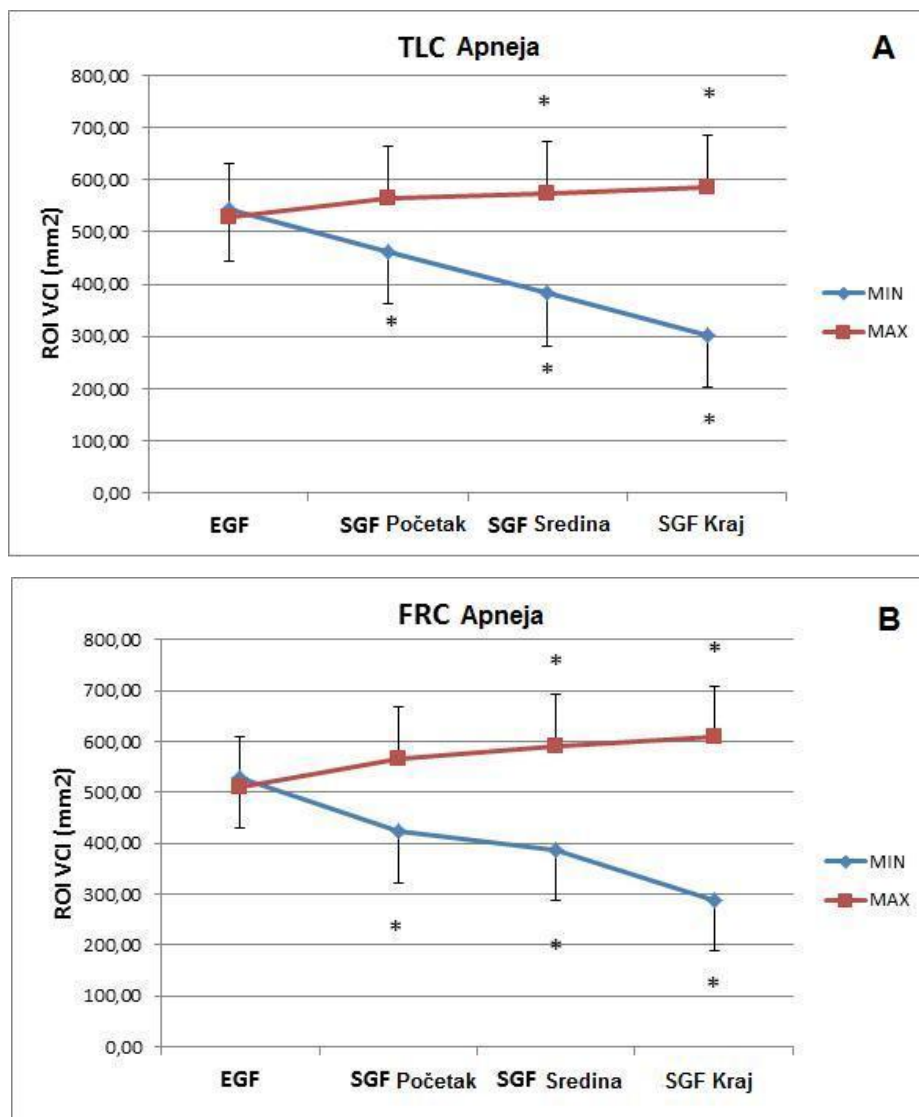 TLC Apneja
A
800,00
700,00
600,00
500,00
400,00
300,00
200,00
100,00
0,00
ROI VCI (mm2)
*
*
*
*
*
MIN
MAX
EGF
SGF Početak
SGF Sredina
SGF Kraj
FRC Apneja
B
800,00
700,00
600,00
500,00
400,00
300,00
200,00
100,00
0,00
ROI VCI (mm2)
*
*
*
*
*
MIN
MAX
EGF
SGF Početak
SGF Sredina
SGF Kraj